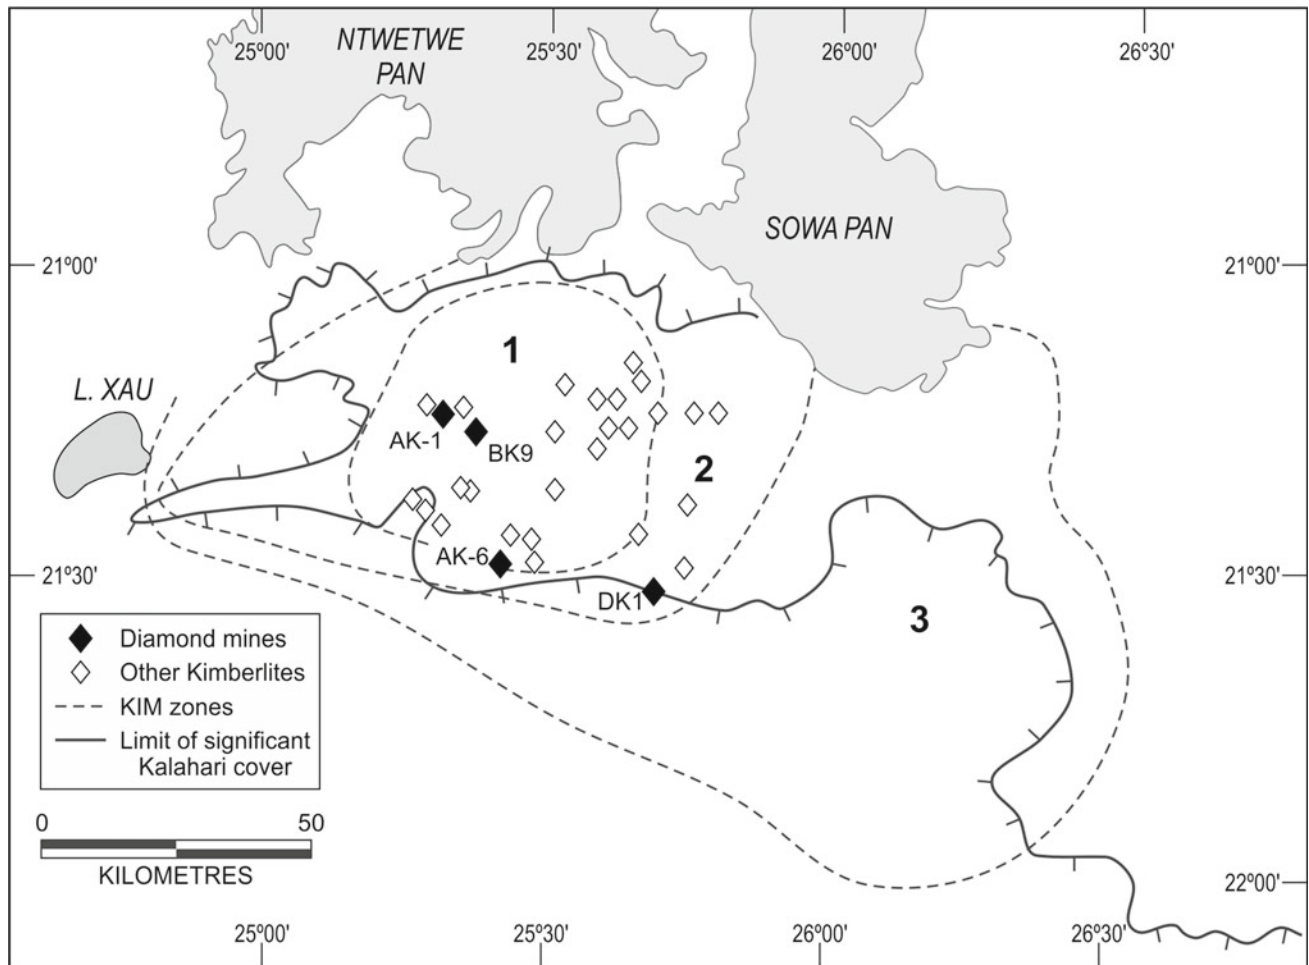 25°00'
25°30'
26°00'
26°30'
NTWETWE
PAN
SOWA PAN
21°00'
21°00'
1
L. XAU
AK-1
BK9
2
AK-6
DK1
21°30'
21°30'
3
Diamond mines
Other Kimberlites
KIM zones
Limit of significant
Kalahari cover
0
50
KILOMETRES
22°00'
25°00'
25°30'
26°00'
26°30'